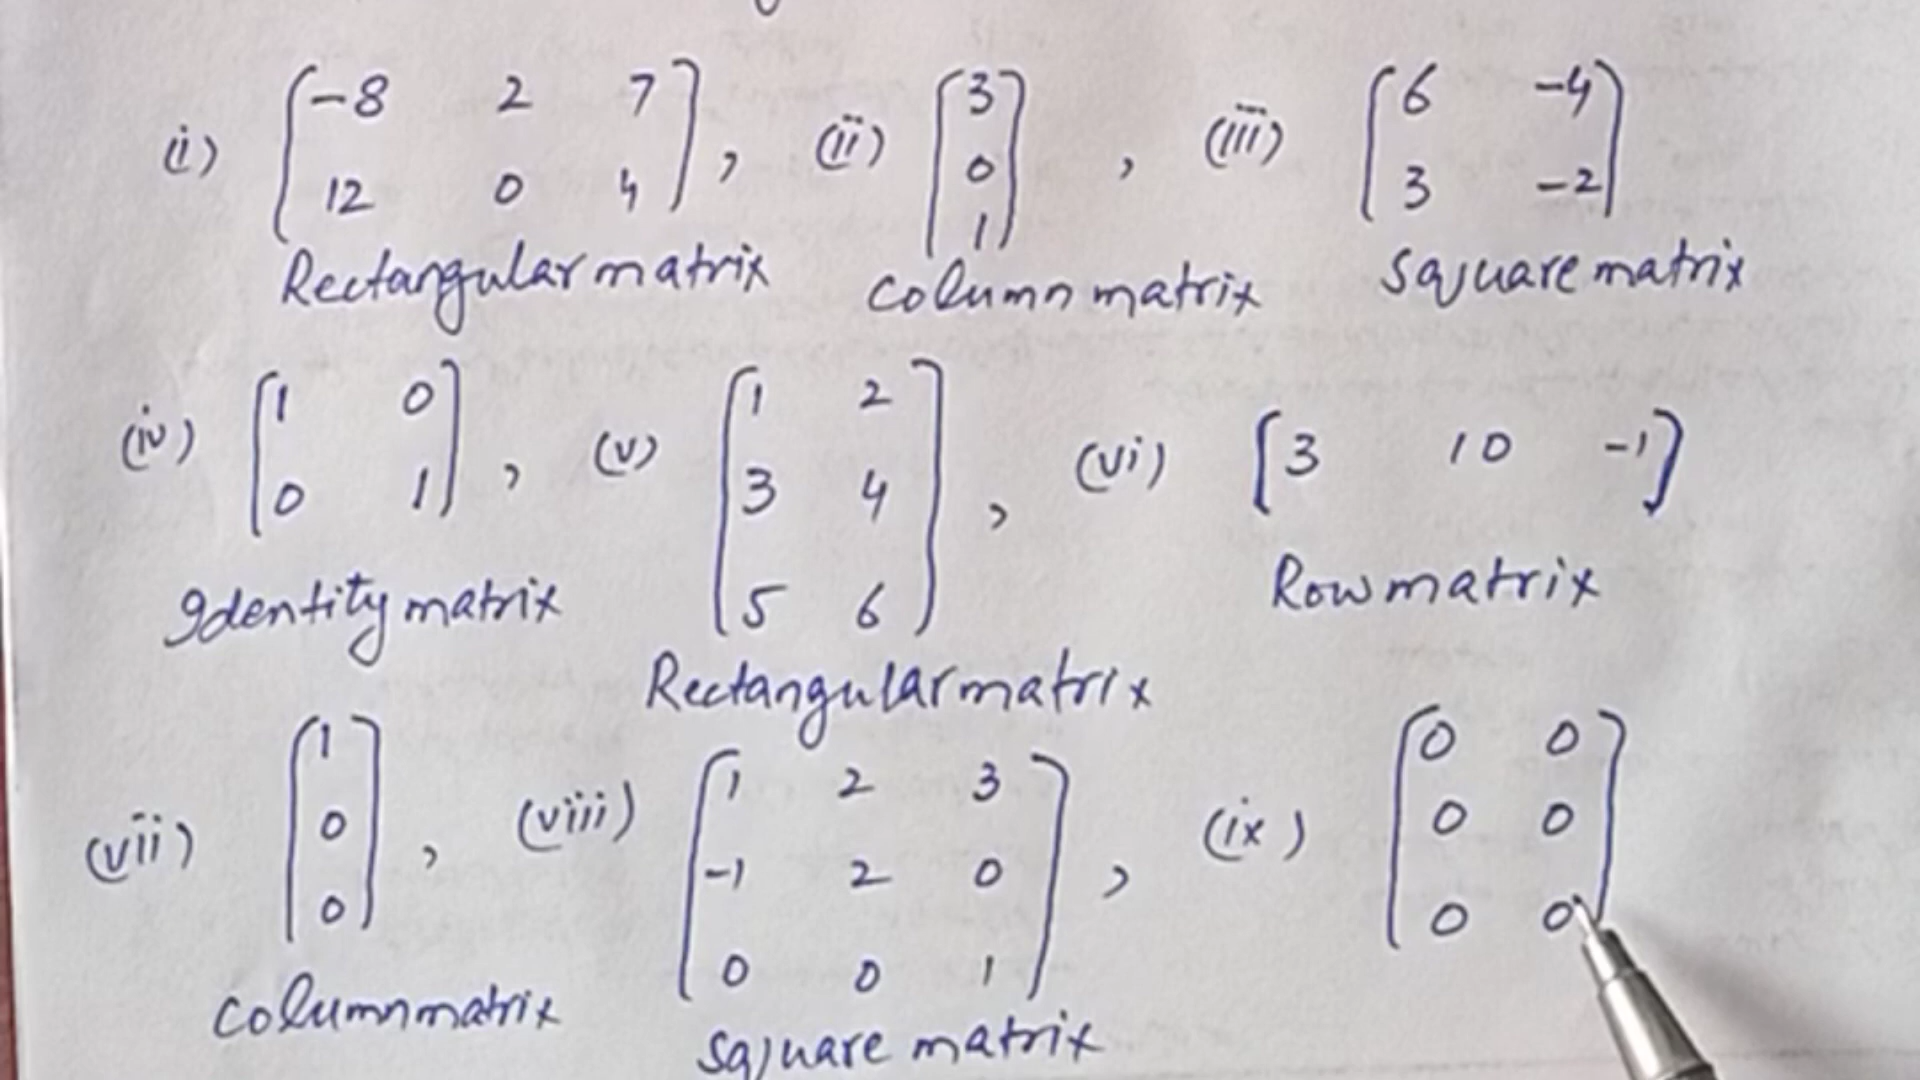 (i) [-8 2 7
12 0 4] , (ii) [3
0
1] , (iii) [6 -4
3 -2]
Rectangular matrix column matrix square matrix
(iv) [1 0
0 1] , (v) [1 2
3 4
5 6] , (vi) [3 10 -1]
Identity matrix Rectangular matrix Row matrix
(vii) [1
0
0] , (viii) [1 2 3
-1 2 0
0 0 1] , (ix) [0 0
0 0
0 0]
column matrix square matrix